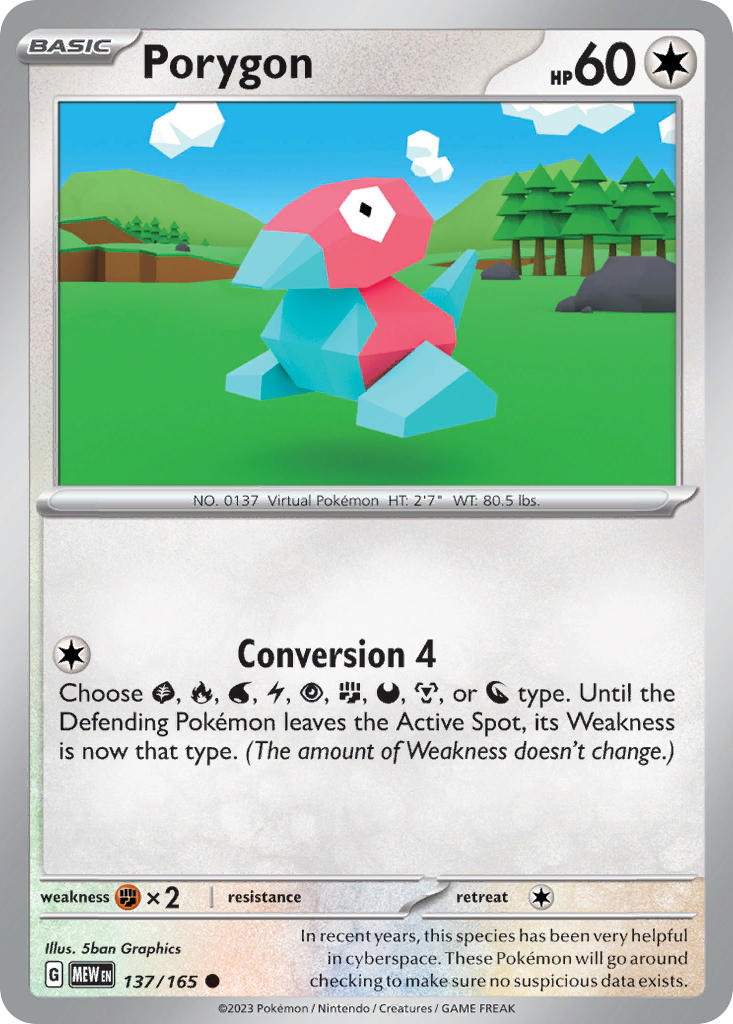 BASIC
Porygon
HP 60
NO. 0137 Virtual Pokémon HT: 2'7" WT: 80.5 lbs.
Conversion 4
Choose , , , , , , , , or type. Until the
Defending Pokémon leaves the Active Spot, its Weakness
is now that type. (The amount of Weakness doesn't change.)
weakness ×2 resistance retreat
Illus. 5ban Graphics
In recent years, this species has been very helpful
in cyberspace. These Pokémon will go around
checking to make sure no suspicious data exists.
G MEW EN 137/165
©2023 Pokémon / Nintendo / Creatures / GAME FREAK